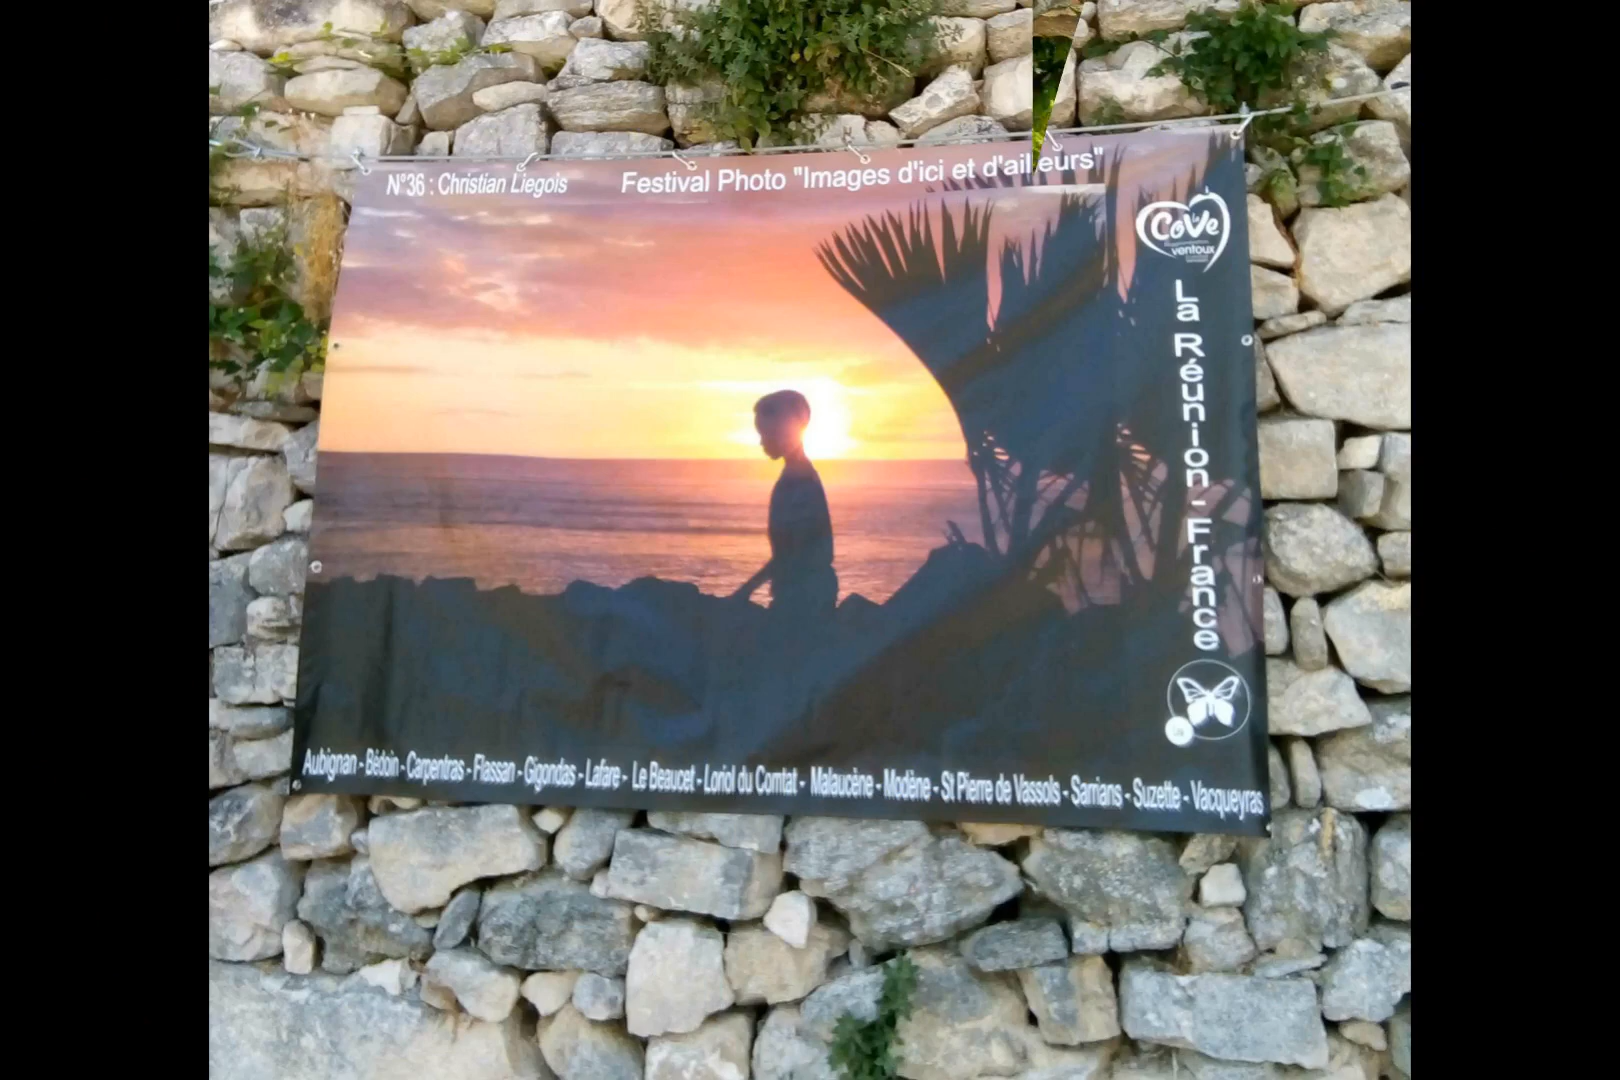 N°36 : Christian Liegois
Festival Photo "Images d'ici et d'ailleurs"
la
CoVe
ventoux
La Réunion - France
Aubignan - Bédoin - Carpentras - Flassan - Gigondas - Lafare - Le Beaucet - Loriol du Comtat - Malaucène - Modène - St Pierre de Vassols - Sarrians - Suzette - Vacqueyras